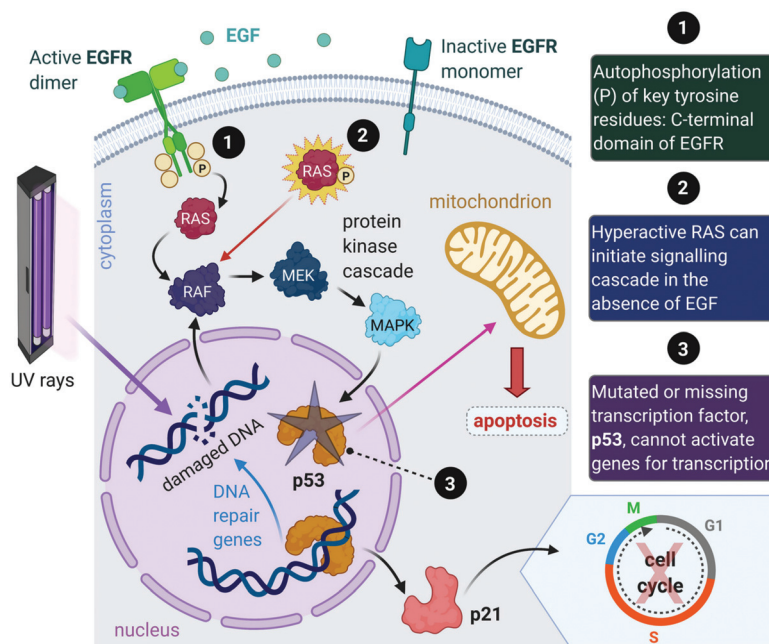 EGF
Active EGFR
dimer
Inactive EGFR
monomer
1
2
P
RAS
P
RAS
cytoplasm
RAF
MEK
protein
kinase
cascade
MAPK
mitochondrion
apoptosis
UV rays
damaged DNA
p53
3
DNA
repair
genes
p21
nucleus
1
Autophosphorylation
(P) of key tyrosine
residues: C-terminal
domain of EGFR
2
Hyperactive RAS can
initiate signalling
cascade in the
absence of EGF
3
Mutated or missing
transcription factor,
p53, cannot activate
genes for transcription
M
G1
G2
S
cell
cycle